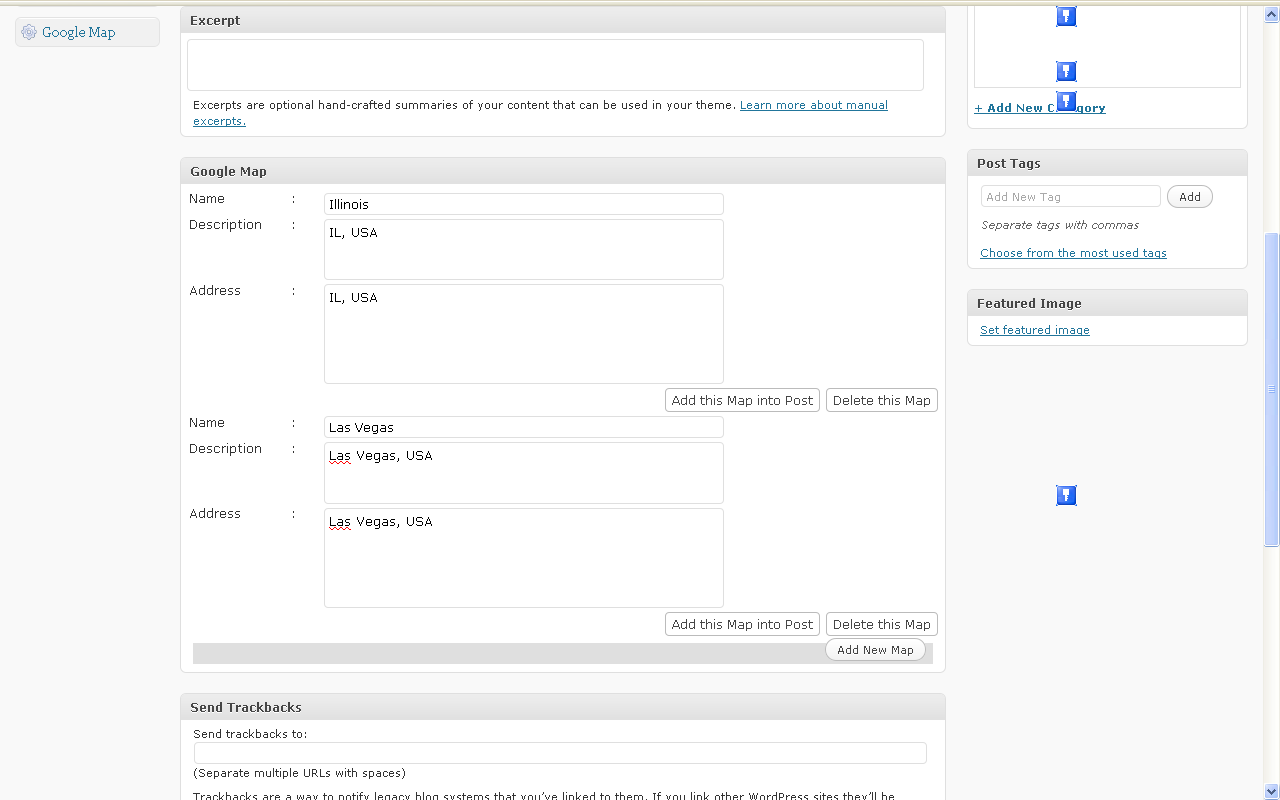 Google Map
Excerpt
Excerpts are optional hand-crafted summaries of your content that can be used in your theme. Learn more about manual
excerpts.
Google Map
Name : Illinois
Description : IL, USA
Address : IL, USA
Add this Map into Post Delete this Map
Name : Las Vegas
Description : Las Vegas, USA
Address : Las Vegas, USA
Add this Map into Post Delete this Map
Add New Map
Send Trackbacks
Send trackbacks to:
(Separate multiple URLs with spaces)
Trackbacks are a way to notify legacy blog systems that you've linked to them. If you link other WordPress sites they'll be
+ Add New Category
Post Tags
Add New Tag Add
Separate tags with commas
Choose from the most used tags
Featured Image
Set featured image